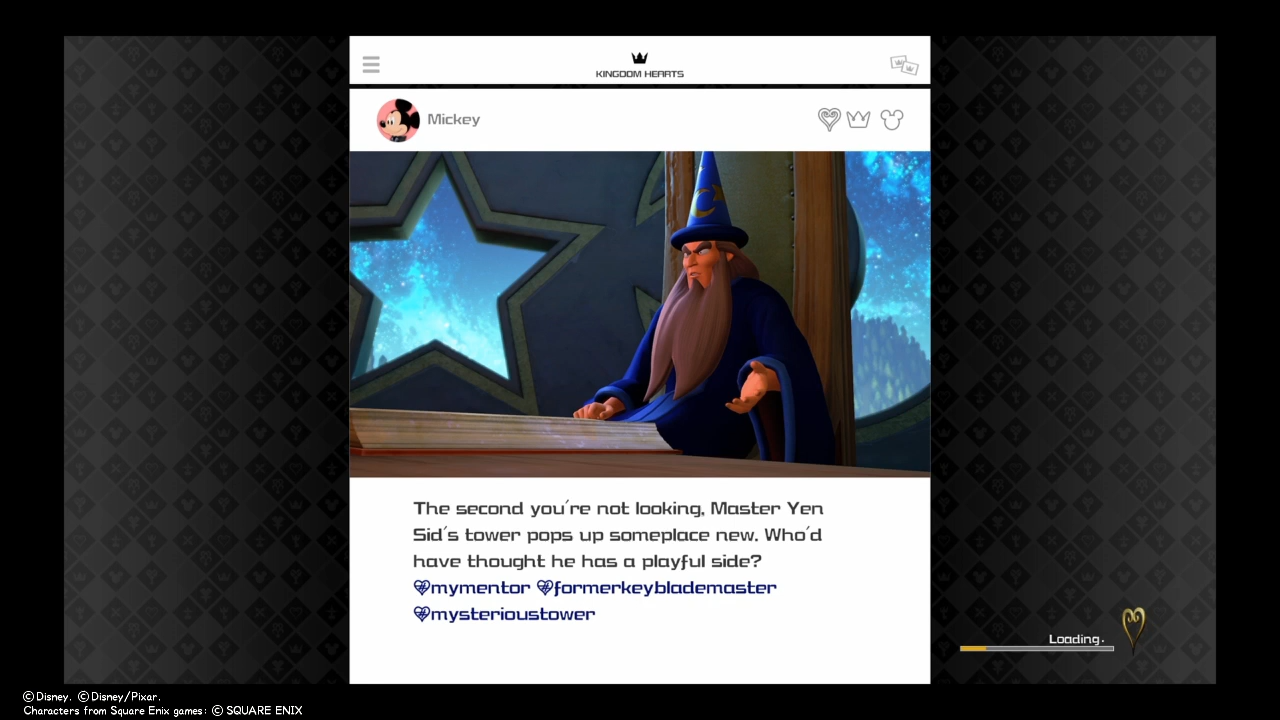 KINGDOM HEARTS
Mickey
The second you're not looking, Master Yen
Sid's tower pops up someplace new. Who'd
have thought he has a playful side?
#mymentor #formerkeyblademaster
#mysterioustower
Loading.
©Disney. ©Disney/Pixar.
Characters from Square Enix games: © SQUARE ENIX